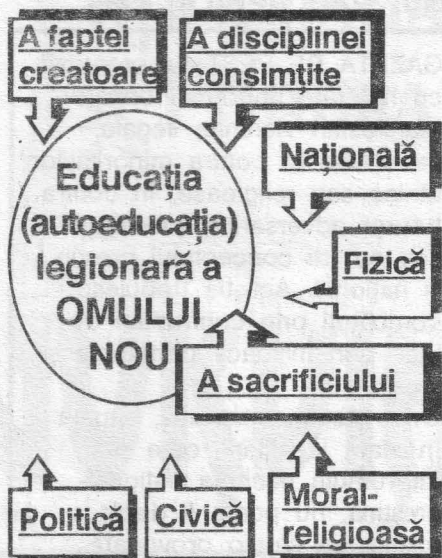 A faptei
creatoare
A disciplinei
consimțite
Națională
Educația
(autoeducația)
legionară a
OMULUI
NOU
Fizică
A sacrificiului
Politică
Civică
Moral-
religioasă